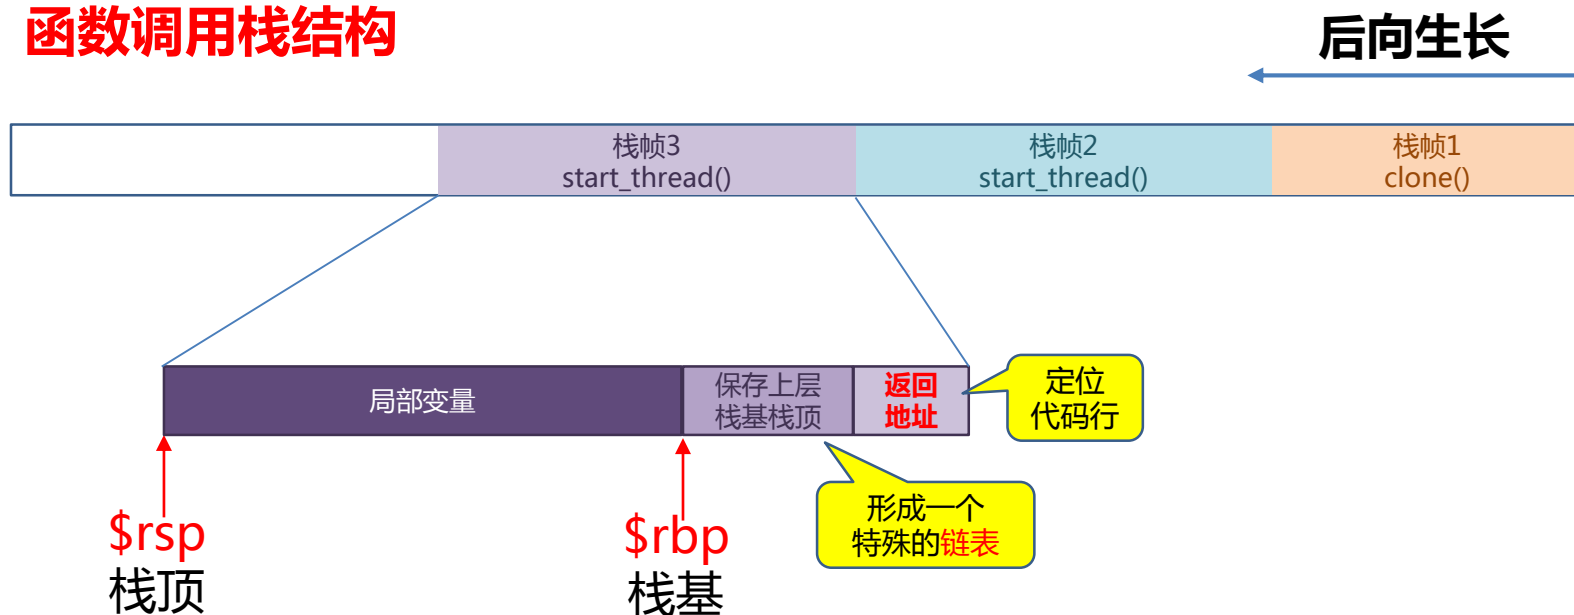 函数调用栈结构
后向生长
栈帧3
start_thread()
栈帧2
start_thread()
栈帧1
clone()
局部变量
保存上层
栈基栈顶
返回
地址
定位
代码行
形成一个
特殊的链表
$rsp
栈顶
$rbp
栈基